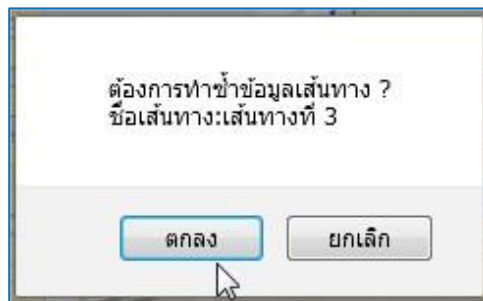 ต้องการทำซ้ำข้อมูลเส้นทาง ?
ชื่อเส้นทาง:เส้นทางที่ 3
ตกลง
ยกเลิก